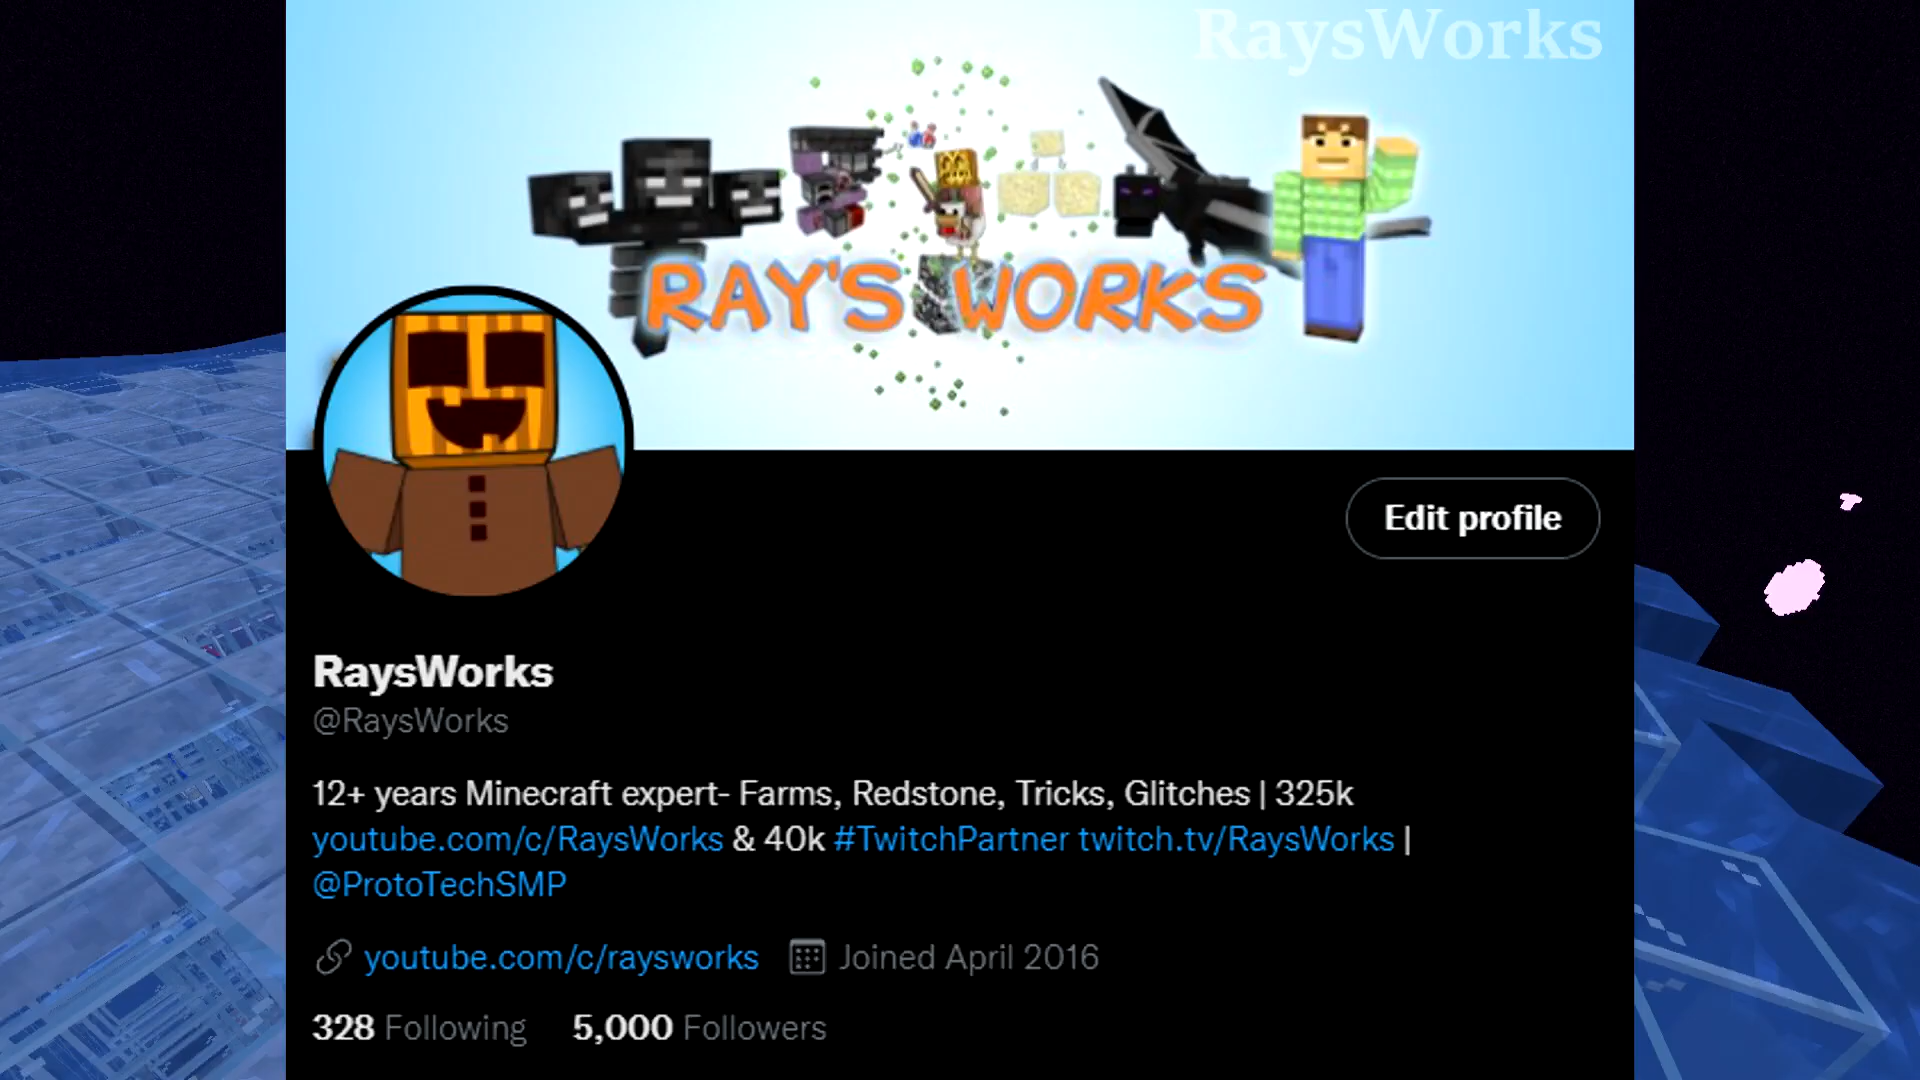 RaysWorks
RAY'S WORKS
Edit profile
RaysWorks
@RaysWorks
12+ years Minecraft expert- Farms, Redstone, Tricks, Glitches | 325k
youtube.com/c/RaysWorks & 40k #TwitchPartner twitch.tv/RaysWorks |
@ProtoTechSMP
youtube.com/c/raysworks Joined April 2016
328 Following 5,000 Followers